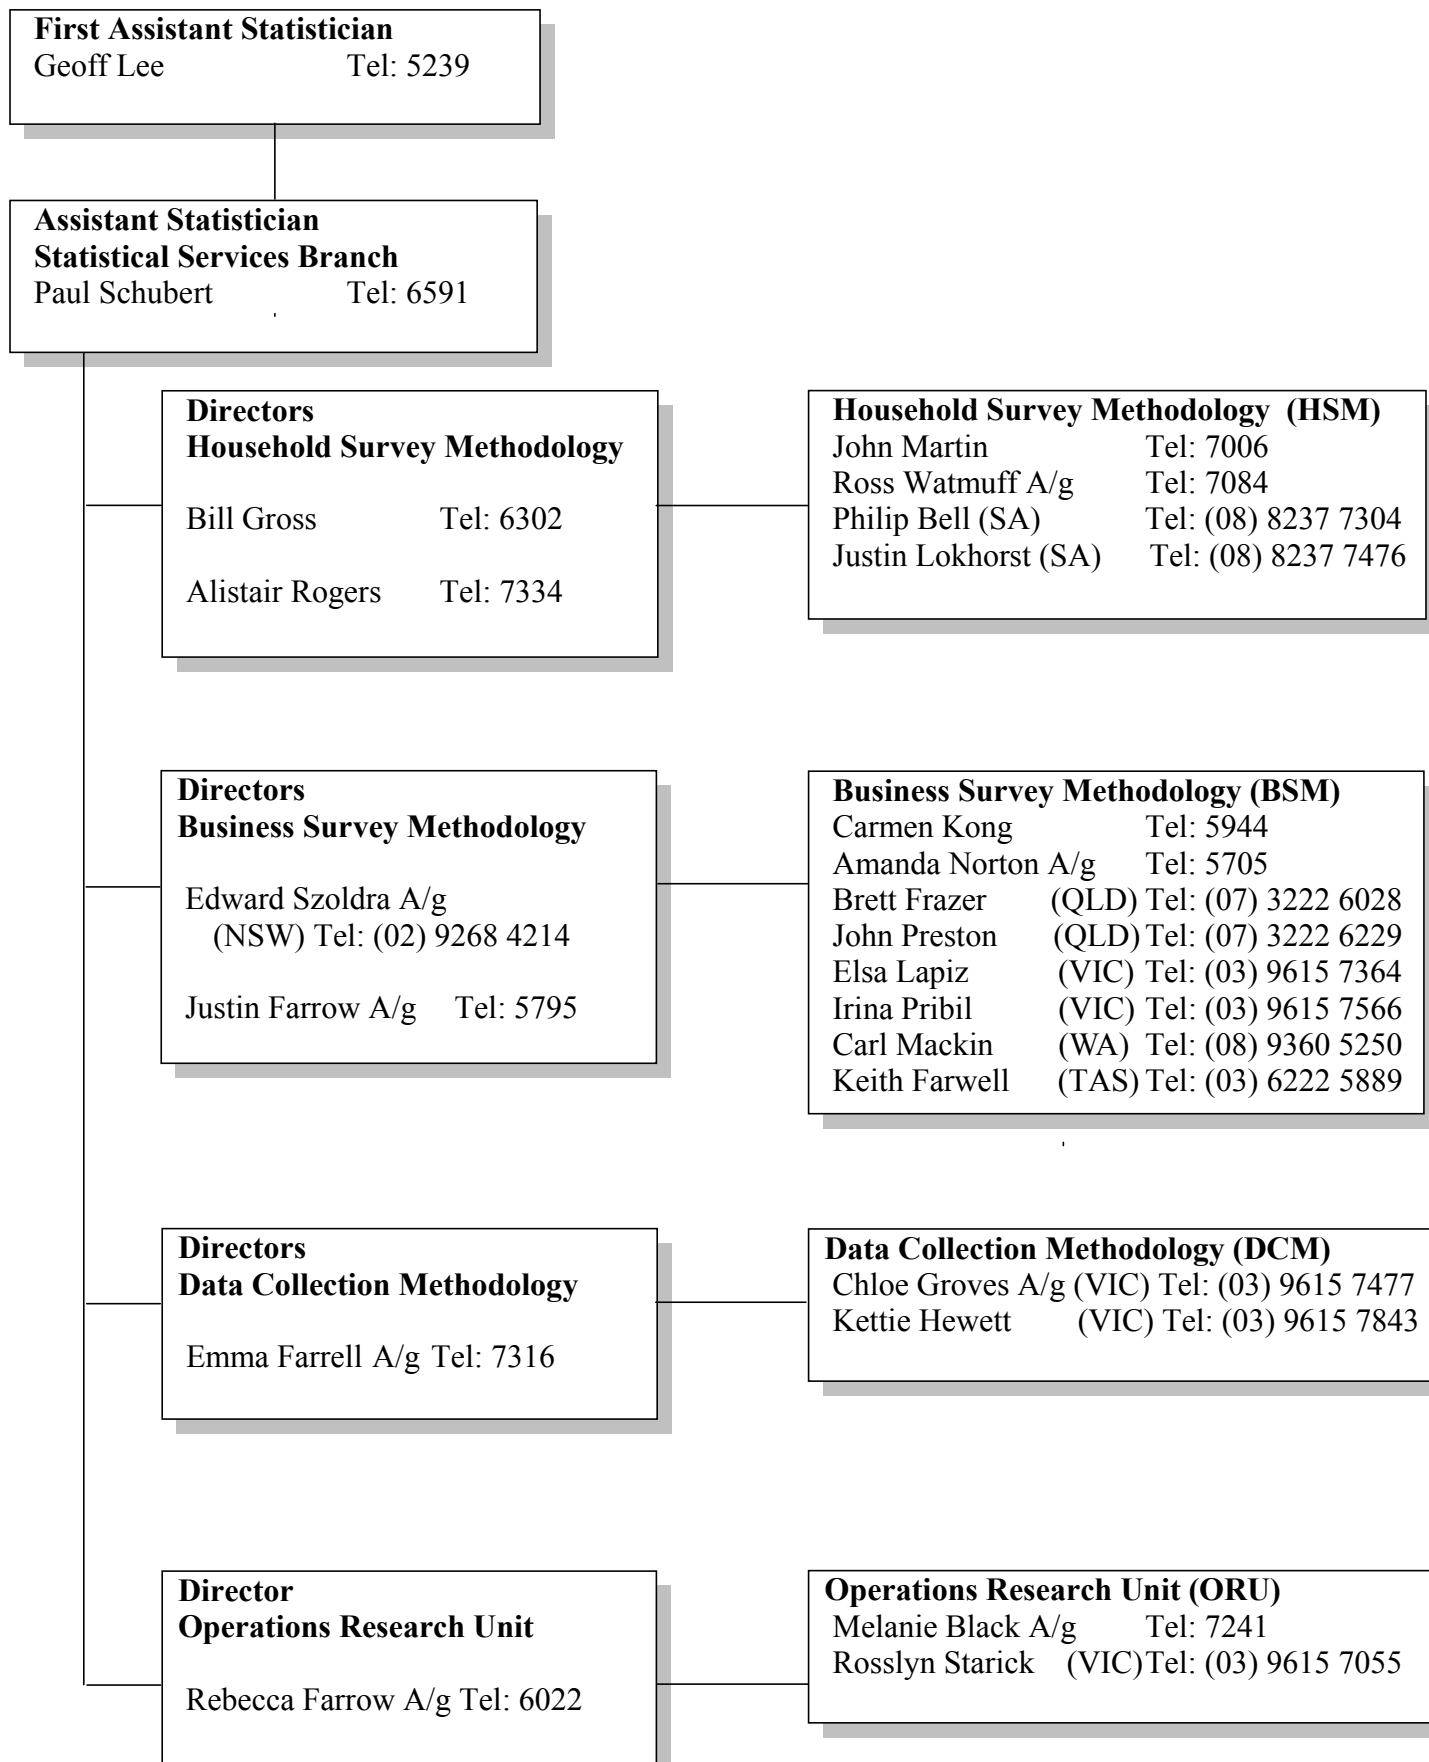 First Assistant Statistician
Geoff Lee Tel: 5239
Assistant Statistician
Statistical Services Branch
Paul Schubert Tel: 6591
Directors
Household Survey Methodology
Bill Gross Tel: 6302
Alistair Rogers Tel: 7334
Household Survey Methodology (HSM)
John Martin Tel: 7006
Ross Watmuff A/g Tel: 7084
Philip Bell (SA) Tel: (08) 8237 7304
Justin Lokhorst (SA) Tel: (08) 8237 7476
Directors
Business Survey Methodology
Edward Szoldra A/g
(NSW) Tel: (02) 9268 4214
Justin Farrow A/g Tel: 5795
Business Survey Methodology (BSM)
Carmen Kong Tel: 5944
Amanda Norton A/g Tel: 5705
Brett Frazer (QLD) Tel: (07) 3222 6028
John Preston (QLD) Tel: (07) 3222 6229
Elsa Lapiz (VIC) Tel: (03) 9615 7364
Irina Pribil (VIC) Tel: (03) 9615 7566
Carl Mackin (WA) Tel: (08) 9360 5250
Keith Farwell (TAS) Tel: (03) 6222 5889
Directors
Data Collection Methodology
Emma Farrell A/g Tel: 7316
Data Collection Methodology (DCM)
Chloe Groves A/g (VIC) Tel: (03) 9615 7477
Kettie Hewett (VIC) Tel: (03) 9615 7843
Director
Operations Research Unit
Rebecca Farrow A/g Tel: 6022
Operations Research Unit (ORU)
Melanie Black A/g Tel: 7241
Rosslyn Starick (VIC) Tel: (03) 9615 7055